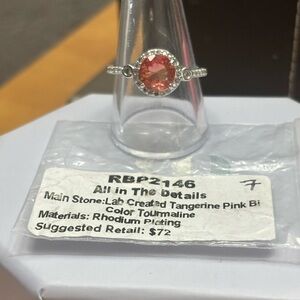 RBP2146
7
All in The Details
Main Stone:Lab Created Tangerine Pink Bi
Color Tourmaline
Materials: Rhodium Plating
Suggested Retail: $72